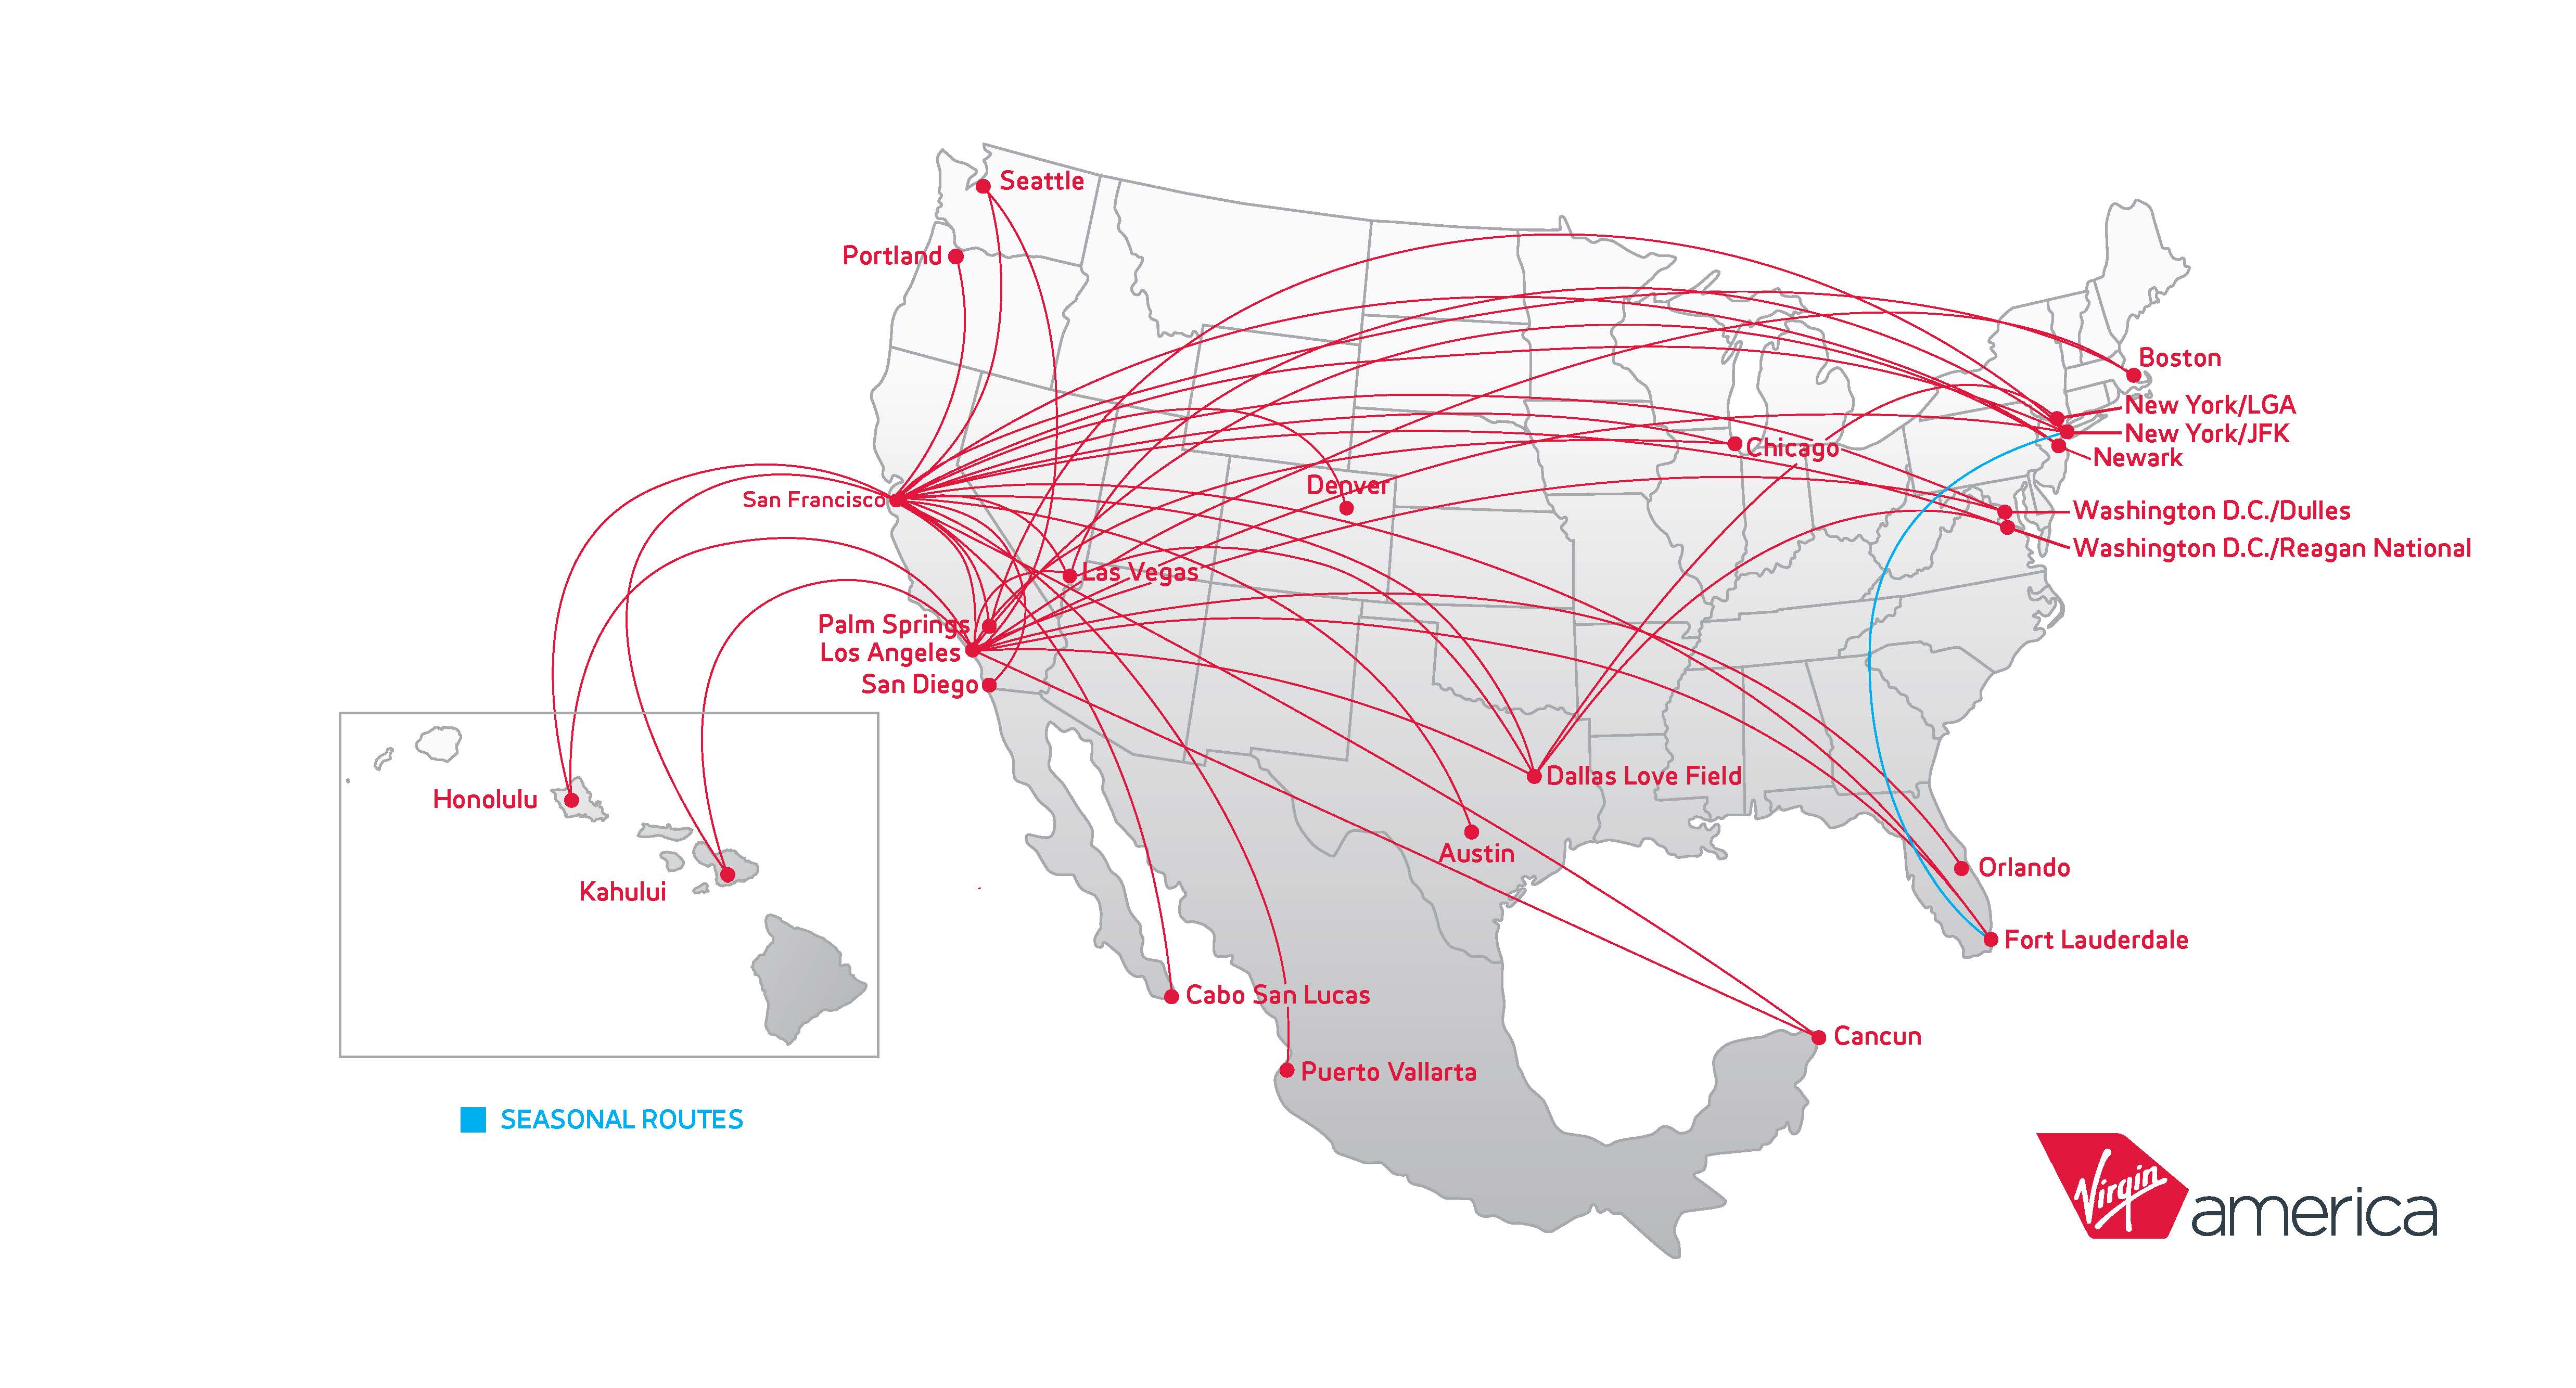 Seattle
Portland
Boston
New York/LGA
New York/JFK
Newark
Chicago
Denver
San Francisco
Washington D.C./Dulles
Washington D.C./Reagan National
Las Vegas
Palm Springs
Los Angeles
San Diego
Honolulu
Kahului
Dallas Love Field
Austin
Orlando
Fort Lauderdale
Cabo San Lucas
Cancun
Puerto Vallarta
SEASONAL ROUTES
Virgin america